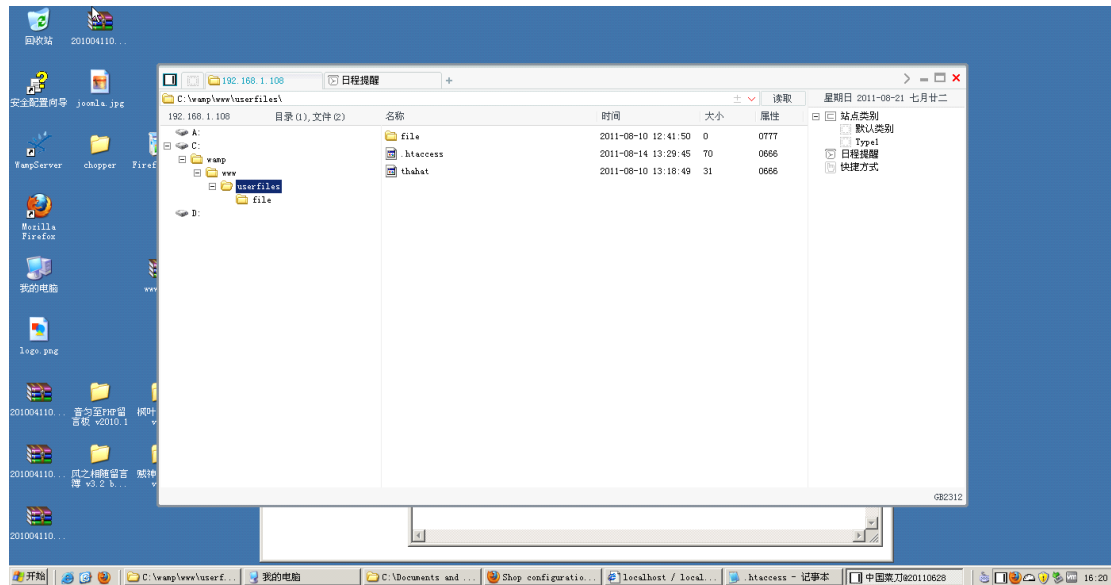 回收站
201004110...
安全配置向导
joomla.jpg
WampServer
chopper
Firef
Mozilla
Firefox
我的电脑
www
logo.png
201004110...
音匀至PHP留
言板 v2010.1
枫叶
v
201004110...
风之相随留言
簿 v3.2 b...
贼神
v
201004110...
192.168.1.108
日程提醒
+
C:\wamp\www\userfiles\
读取
星期日 2011-08-21 七月廿二
192.168.1.108
目录(1),文件(2)
名称
时间
大小
属性
A:
C:
wamp
www
userfiles
file
D:
file 2011-08-10 12:41:50 0 0777
.htaccess 2011-08-14 13:29:45 70 0666
thehat 2011-08-10 13:18:49 31 0666
站点类别
默认类别
Type1
日程提醒
快捷方式
GB2312
开始
C:\wamp\www\userf...
我的电脑
C:\Documents and ...
Shop configuratio...
localhost / local...
.htaccess - 记事本
中国菜刀@20110628
16:20